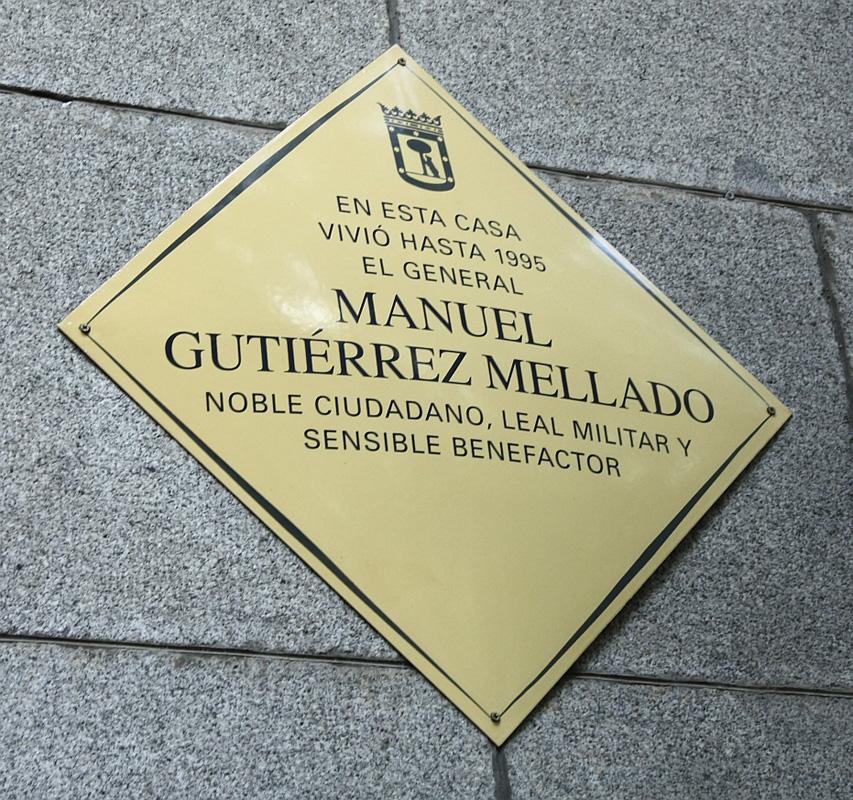 EN ESTA CASA
VIVIÓ HASTA 1995
EL GENERAL
MANUEL
GUTIÉRREZ MELLADO
NOBLE CIUDADANO, LEAL MILITAR Y
SENSIBLE BENEFACTOR